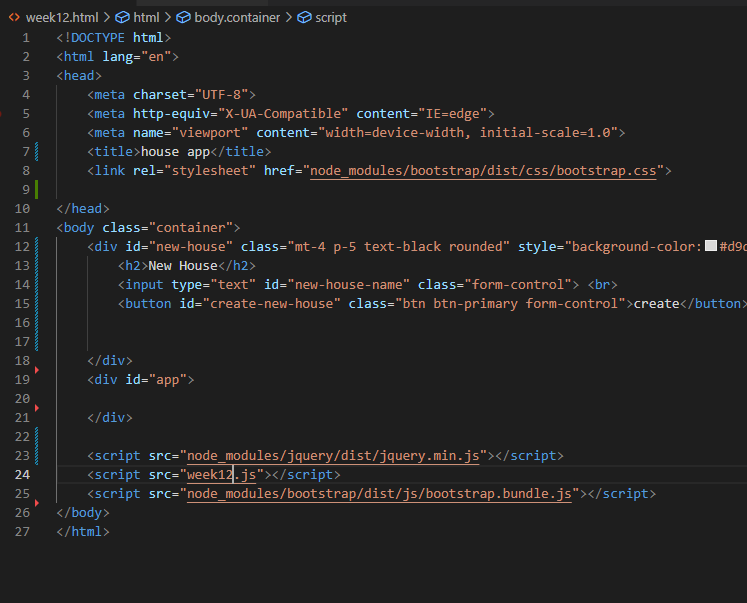 week12.html > html > body.container > script
1 <!DOCTYPE html>
2 <html lang="en">
3 <head>
4 <meta charset="UTF-8">
5 <meta http-equiv="X-UA-Compatible" content="IE=edge">
6 <meta name="viewport" content="width=device-width, initial-scale=1.0">
7 <title>house app</title>
8 <link rel="stylesheet" href="node_modules/bootstrap/dist/css/bootstrap.css">
9
10 </head>
11 <body class="container">
12 <div id="new-house" class="mt-4 p-5 text-black rounded" style="background-color: #d9d
13 <h2>New House</h2>
14 <input type="text" id="new-house-name" class="form-control"> <br>
15 <button id="create-new-house" class="btn btn-primary form-control">create</button>
16
17
18 </div>
19 <div id="app">
20
21 </div>
22
23 <script src="node_modules/jquery/dist/jquery.min.js"></script>
24 <script src="week12.js"></script>
25 <script src="node_modules/bootstrap/dist/js/bootstrap.bundle.js"></script>
26 </body>
27 </html>